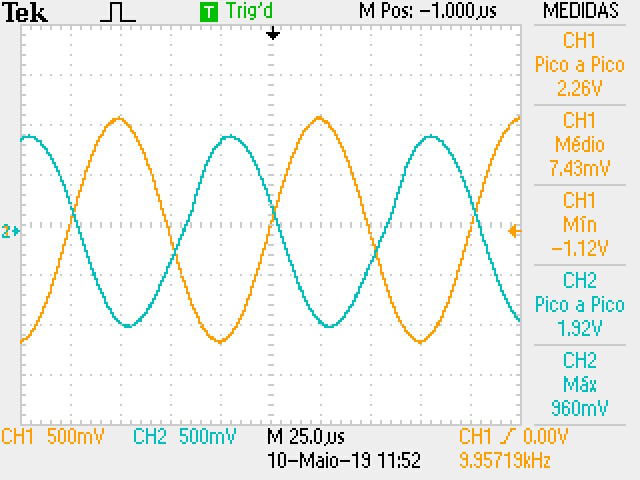 Tek T Trig'd M Pos: -1.000µs MEDIDAS
CH1
Pico a Pico
2.26V
CH1
Médio
7.43mV
CH1
Mín
-1.12V
CH2
Pico a Pico
1.92V
CH2
Máx
960mV
2
CH1 500mV CH2 500mV M 25.0µs CH1 0.00V
10-Maio-19 11:52 9.95719kHz